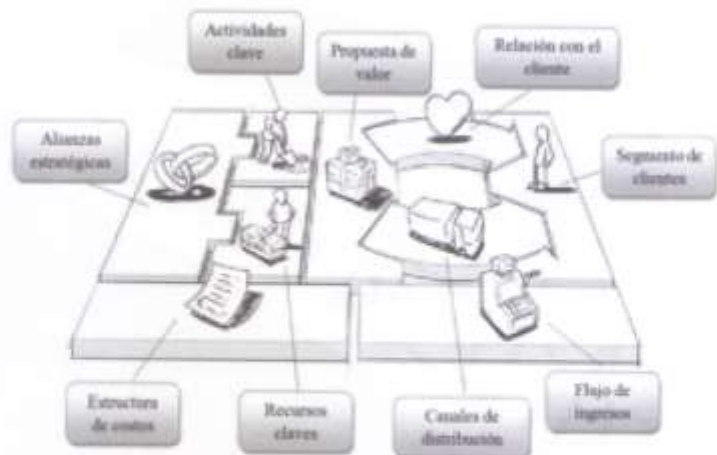 Actividades
clave
Propuesta de
valor
Relación con el
cliente
Alianzas
estratégicas
Segmento de
clientes
Estructura
de costos
Recursos
claves
Canales de
distribución
Flujo de
ingresos